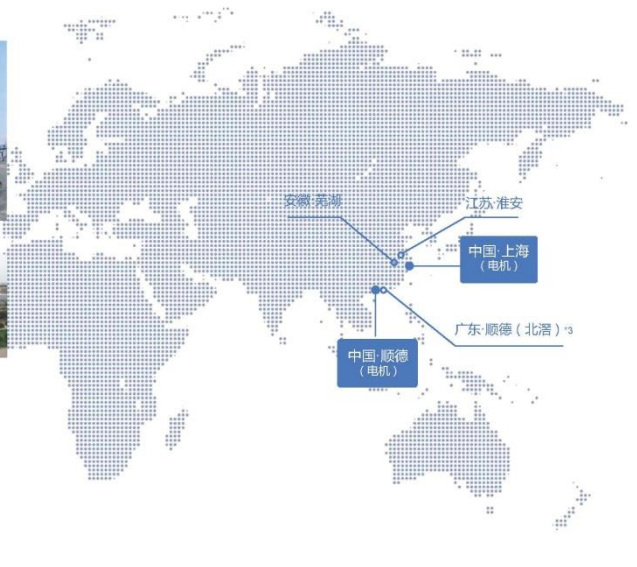 安徽·芜湖
江苏·淮安
中国·上海
（电机）
广东·顺德（北滘）*3
中国·顺德
（电机）